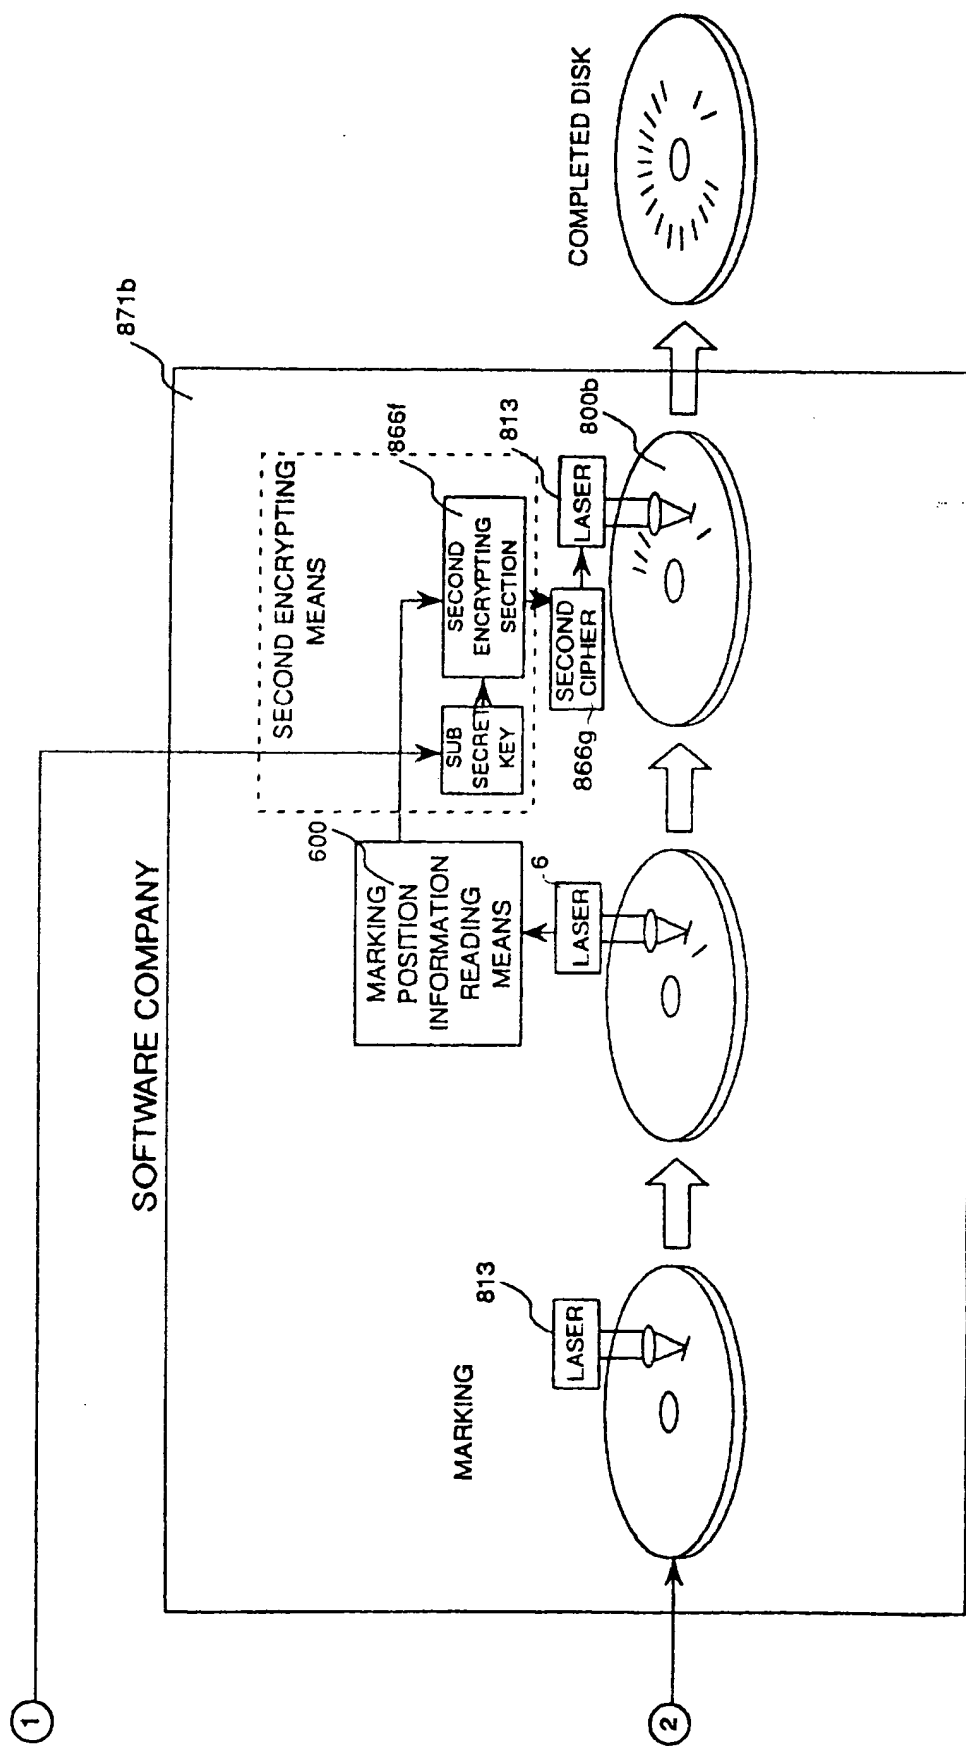 1
SOFTWARE COMPANY
871b
SECOND ENCRYPTING
MEANS
866f
SUB
SECRET
KEY
SECOND
ENCRYPTING
SECTION
600
MARKING
POSITION
INFORMATION
READING
MEANS
SECOND
CIPHER
866g
MARKING
813
LASER
6
LASER
813
LASER
800b
COMPLETED DISK
2